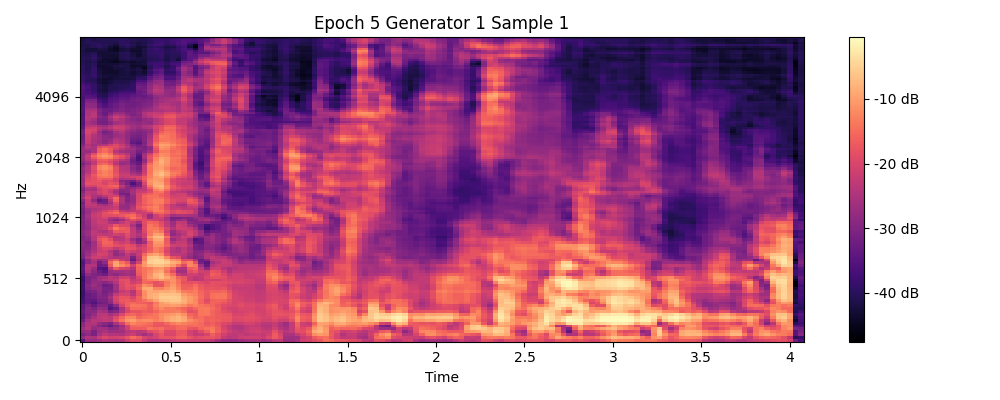 Epoch 5 Generator 1 Sample 1
Hz
4096
2048
1024
512
0
0 0.5 1 1.5 2 2.5 3 3.5 4
Time
-10 dB
-20 dB
-30 dB
-40 dB